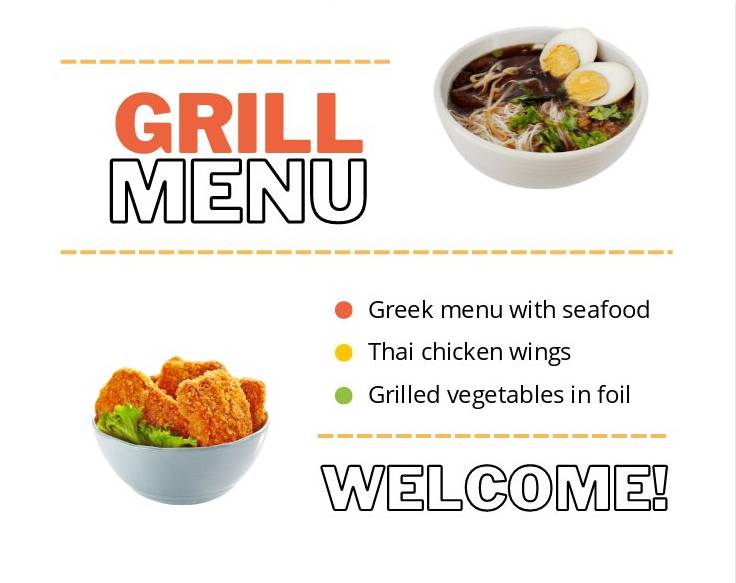 GRILL
MENU
Greek menu with seafood
Thai chicken wings
Grilled vegetables in foil
WELCOME!